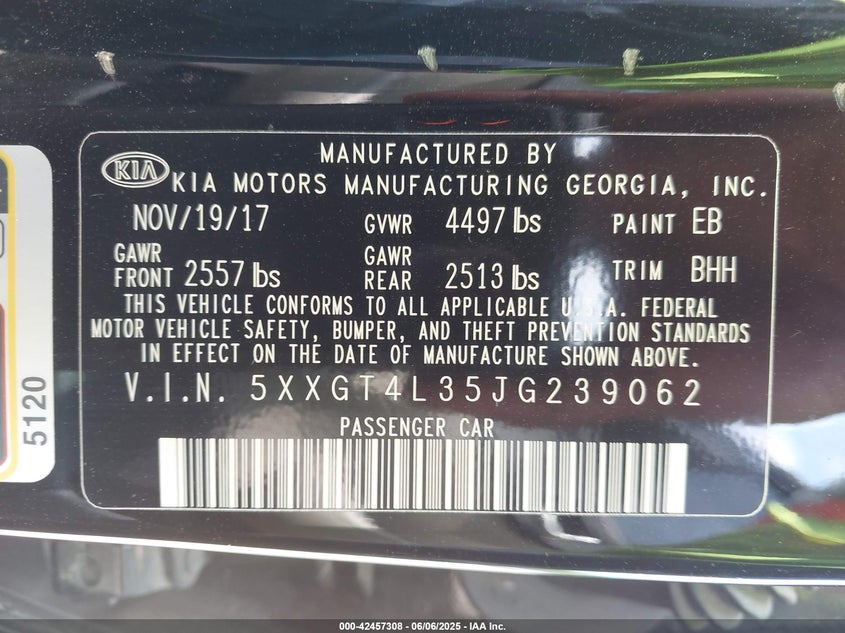 MANUFACTURED BY
KIA KIA MOTORS MANUFACTURING GEORGIA, INC.
NOV/19/17 GVWR 4497 lbs PAINT EB
GAWR FRONT 2557 lbs GAWR REAR 2513 lbs TRIM BHH
THIS VEHICLE CONFORMS TO ALL APPLICABLE U.S.A. FEDERAL
MOTOR VEHICLE SAFETY, BUMPER, AND THEFT PREVENTION STANDARDS
IN EFFECT ON THE DATE OF MANUFACTURE SHOWN ABOVE.
V.I.N. 5XXGT4L35JG239062
PASSENGER CAR
5120
000-42457308 - 06/06/2025 - IAA Inc.